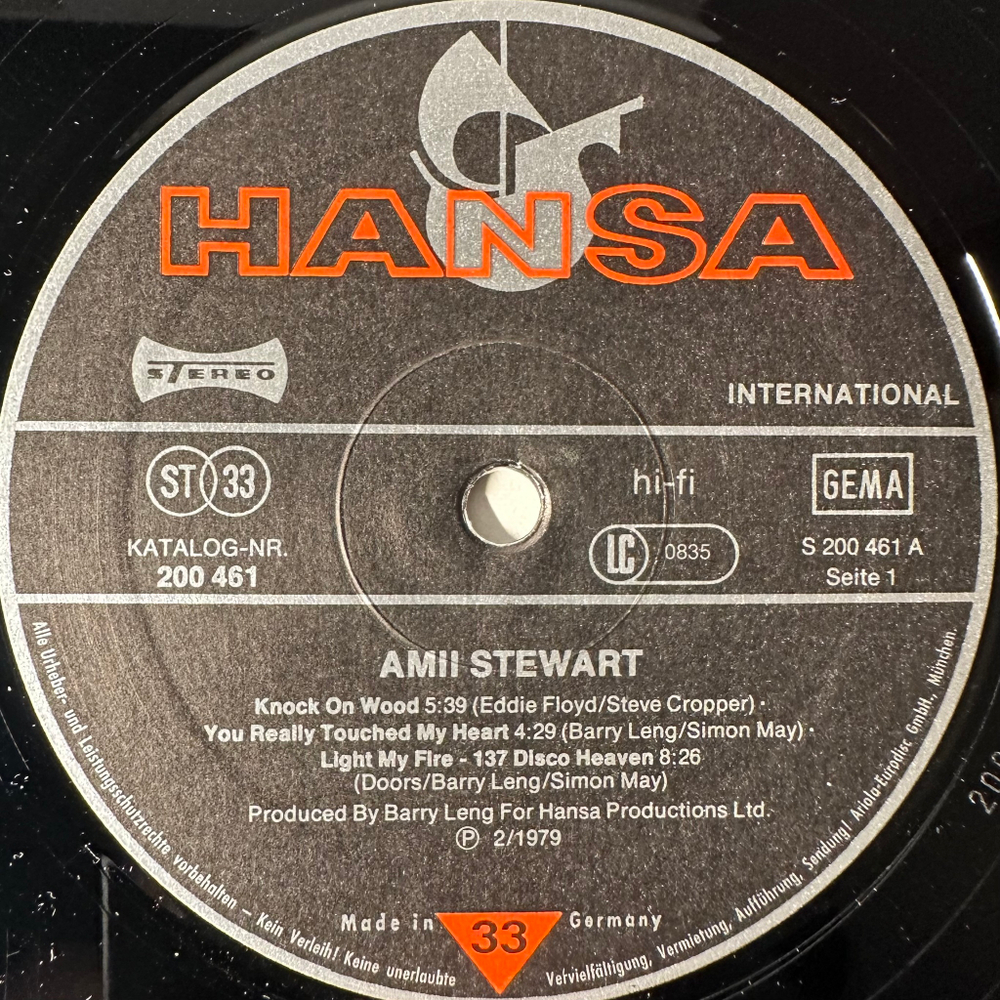 HANSA
STEREO
INTERNATIONAL
ST 33
hi-fi
GEMA
KATALOG-NR.
200 461
LC 0835
S 200 461 A
Seite 1
AMII STEWART
Knock On Wood 5:39 (Eddie Floyd/Steve Cropper) •
You Really Touched My Heart 4:29 (Barry Leng/Simon May) •
Light My Fire - 137 Disco Heaven 8:26
(Doors/Barry Leng/Simon May)
Produced By Barry Leng For Hansa Productions Ltd.
Ⓟ 2/1979
Made in 33 Germany
Alle Urheber- und Leistungsschutzrechte vorbehalten – Kein Verleih! Keine unerlaubte Vefvielfältigung, Vermietung, Aufführung, Sendung! Ariola-Eurodisc GmbH., München.